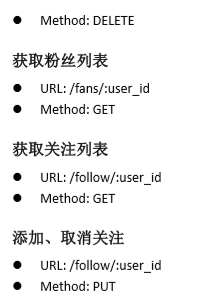 ● Method: DELETE
获取粉丝列表
● URL: /fans/:user_id
● Method: GET
获取关注列表
● URL: /follow/:user_id
● Method: GET
添加、取消关注
● URL: /follow/:user_id
● Method: PUT